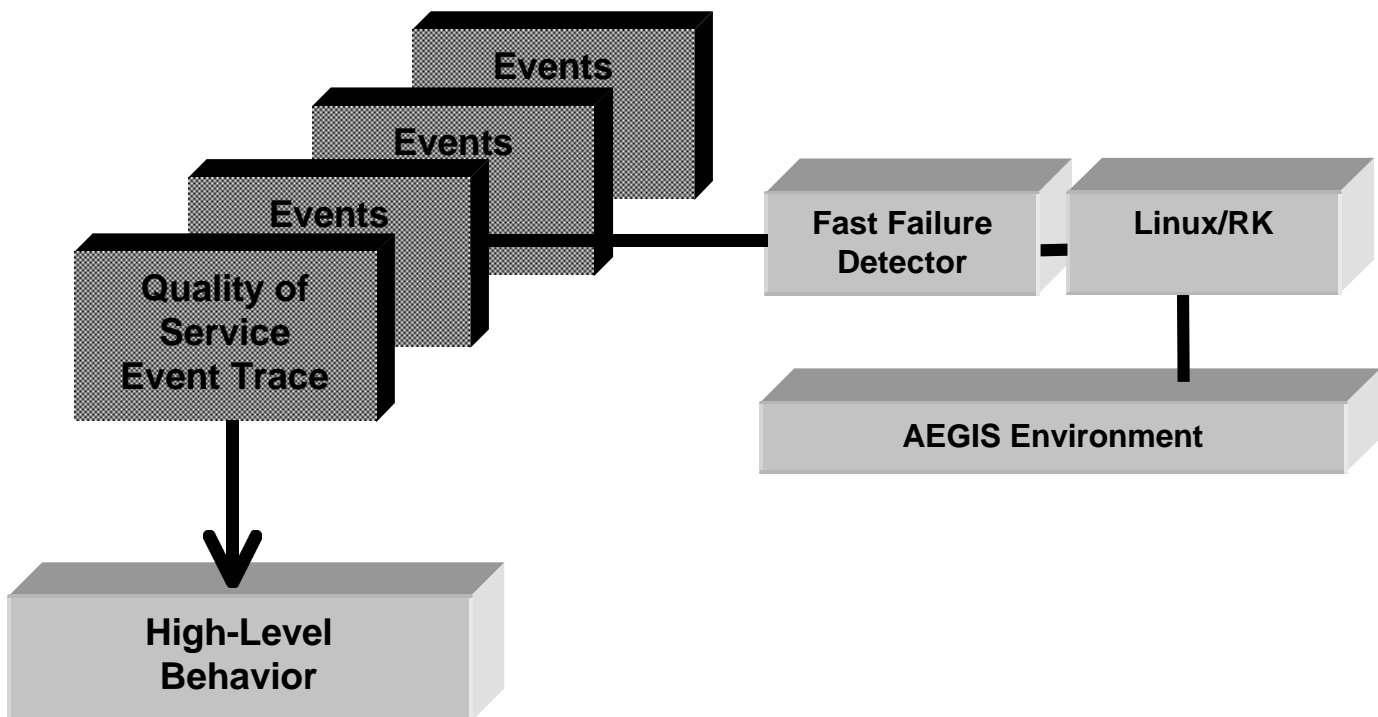 Events
Events
Events
Quality of
Service
Event Trace
Fast Failure
Detector
Linux/RK
AEGIS Environment
High-Level
Behavior